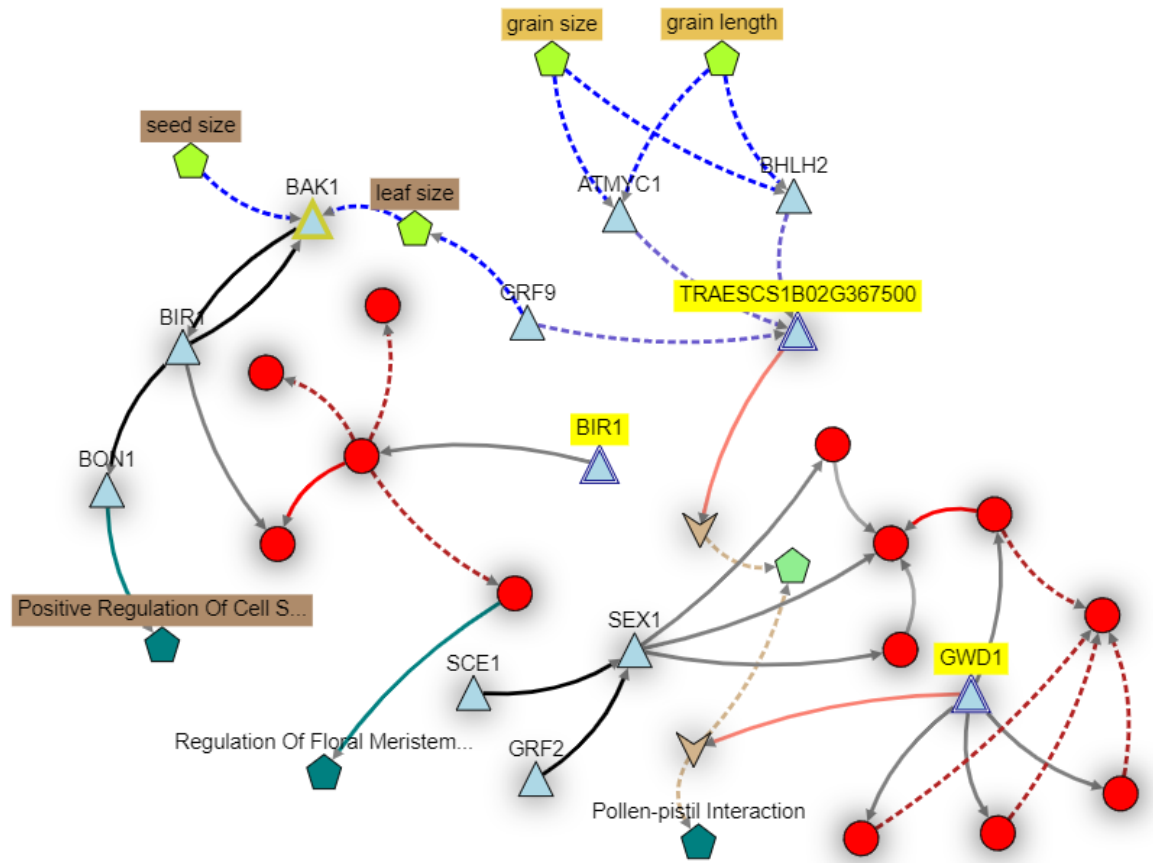 grain size
grain length
seed size
BAK1
leaf size
BHLH2
ATMYC1
GRF9
TRAESCS1B02G367500
BIR1
BIR1
BON1
Positive Regulation Of Cell S...
SEX1
SCE1
GWD1
Regulation Of Floral Meristem...
GRF2
Pollen-pistil Interaction